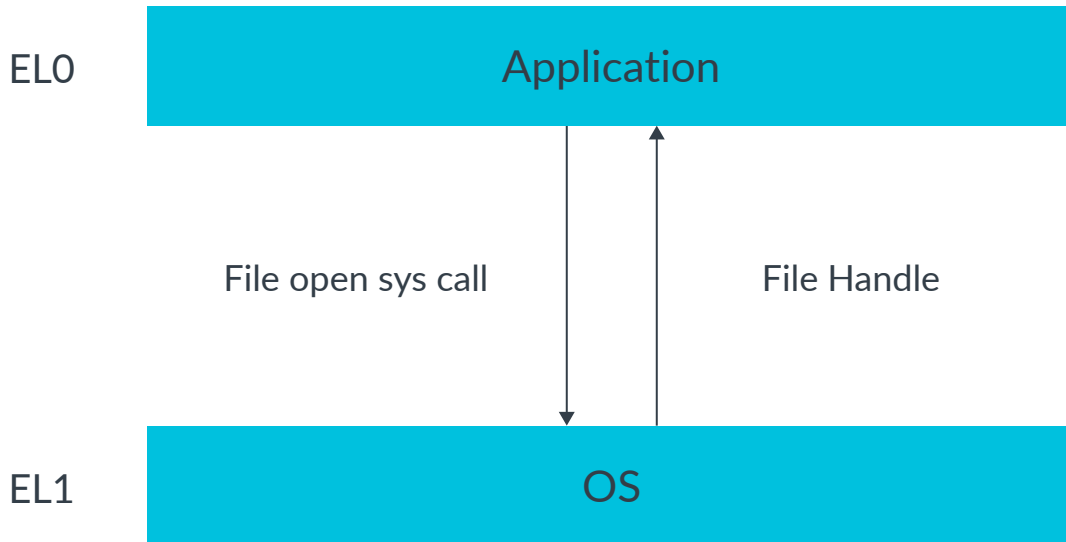 EL0
Application
File open sys call
File Handle
EL1
OS